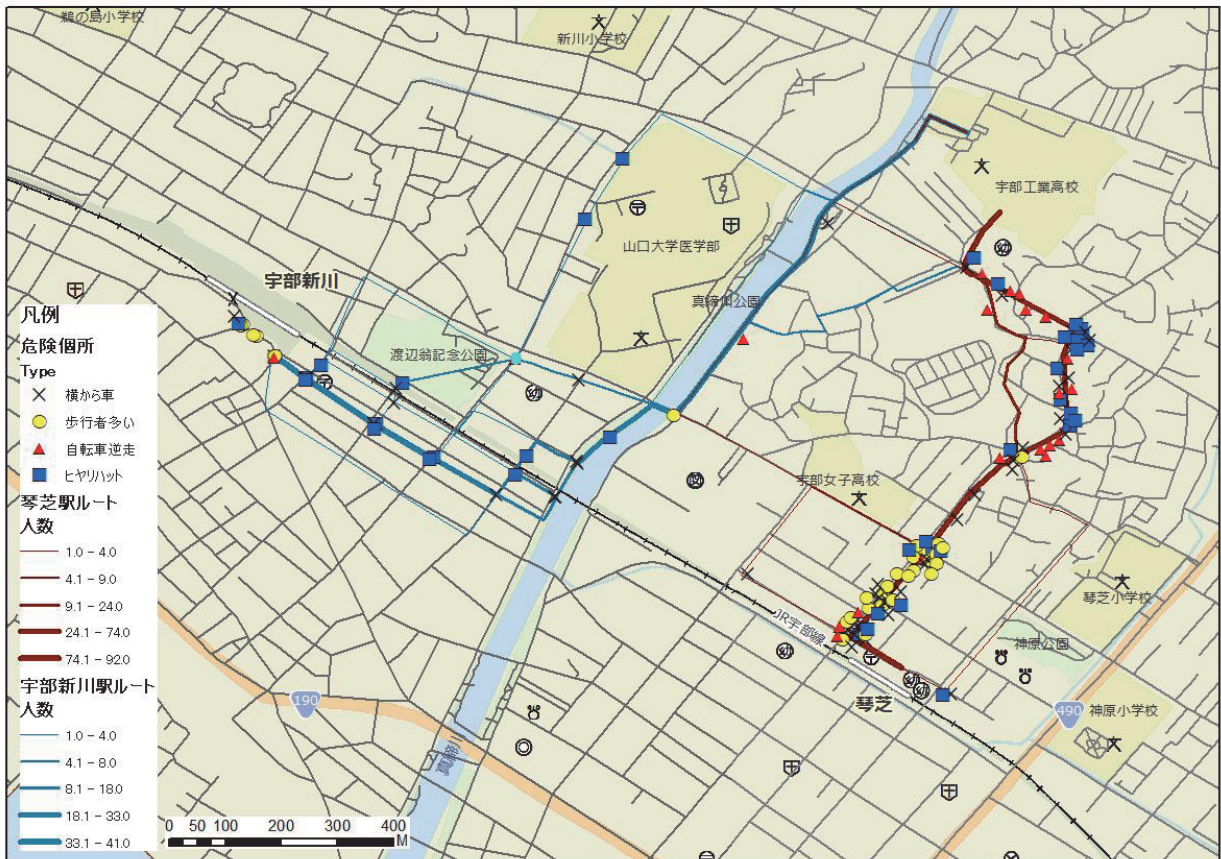 鵜の島小学校
新川小学校
宇部工業高校
山口大学医学部
宇部新川
真締川公園
渡辺翁記念公園
凡例
危険個所
Type
横から車
歩行者多い
自転車逆走
ヒヤリハット
琴芝駅ルート
人数
1.0 - 4.0
4.1 - 9.0
9.1 - 24.0
24.1 - 74.0
74.1 - 92.0
宇部新川駅ルート
人数
1.0 - 4.0
4.1 - 8.0
8.1 - 18.0
18.1 - 33.0
33.1 - 41.0
宇部女子高校
琴芝小学校
JR宇部線
神原公園
琴芝
190
490
神原小学校
真締川
0 50 100 200 300 400
M